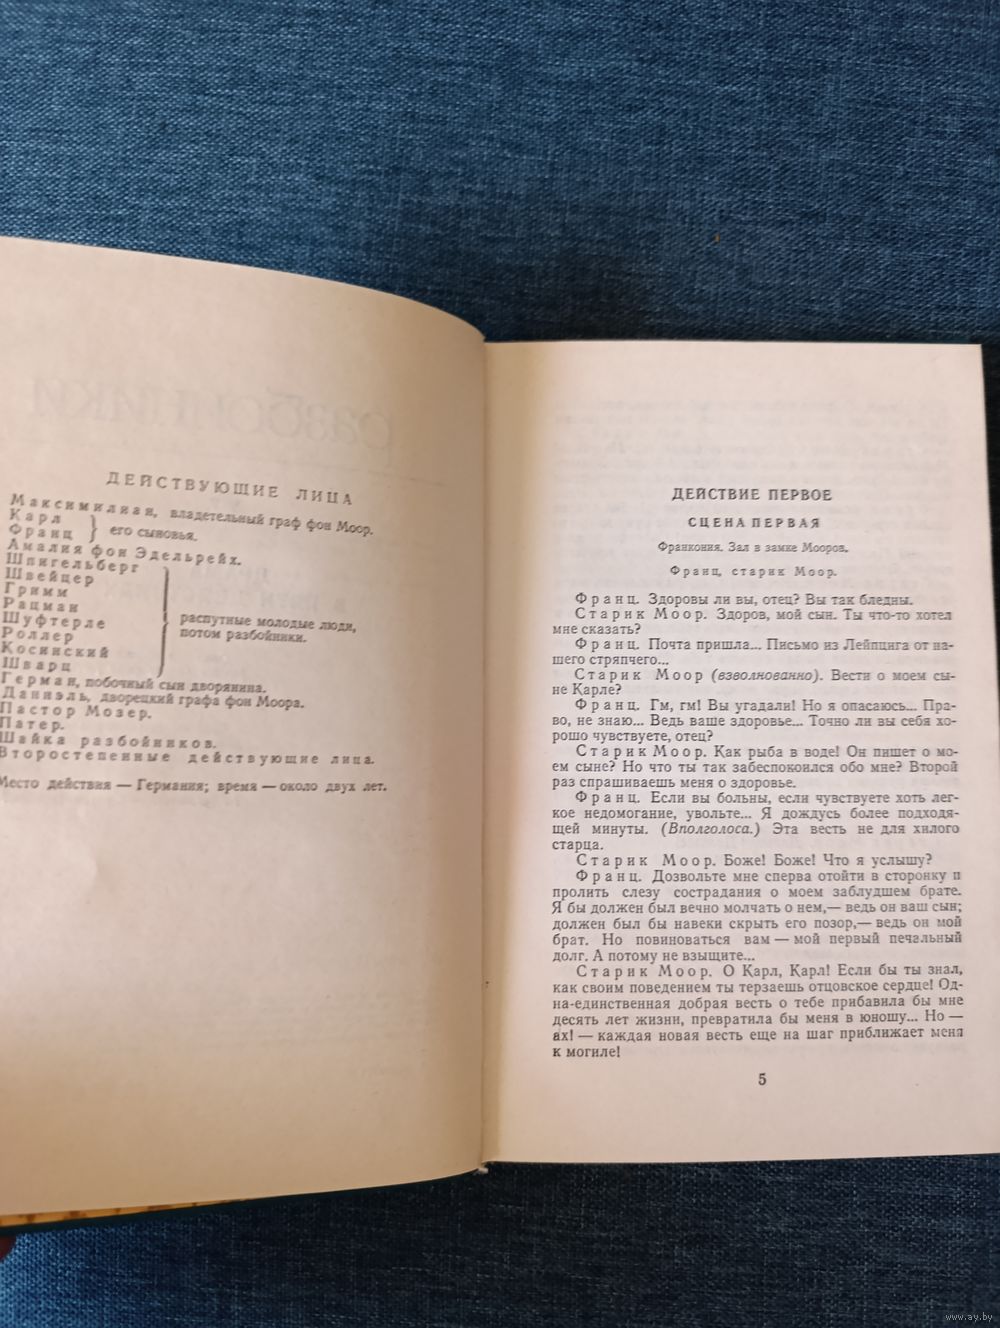 ДЕЙСТВУЮЩИЕ ЛИЦА
Максимилиан, владетельный граф фон Моор.
Карл
Франц } его сыновья.
Амалия фон Эдельрейх.
Шпигельберг
Швейцер
Гримм
Рацман
Шуфтерле
Роллер
Косинский
Шварц
распутные молодые люди,
потом разбойники.
Герман, побочный сын дворянина.
Даниэль, дворецкий графа фон Моора.
Пастор Мозер.
Патер.
Шайка разбойников.
Второстепенные действующие лица.
Место действия — Германия; время — около двух лет.
ДЕЙСТВИЕ ПЕРВОЕ
СЦЕНА ПЕРВАЯ
Франкония. Зал в замке Мооров.
Франц, старик Моор.
Франц. Здоровы ли вы, отец? Вы так бледны.
Старик Моор. Здоров, мой сын. Ты что-то хотел
мне сказать?
Франц. Почта пришла... Письмо из Лейпцига от на-
шего стряпчего...
Старик Моор (взволнованно). Вести о моем сы-
не Карле?
Франц. Гм, гм! Вы угадали! Но я опасаюсь... Пра-
во, не знаю... Ведь ваше здоровье... Точно ли вы себя хо-
рошо чувствуете, отец?
Старик Моор. Как рыба в воде! Он пишет о мо-
ем сыне? Но что ты так забеспокоился обо мне? Второй
раз спрашиваешь меня о здоровье.
Франц. Если вы больны, если чувствуете хоть лег-
кое недомогание, увольте... Я дождусь более подходя-
щей минуты. (Вполголоса.) Эта весть не для хилого
старца.
Старик Моор. Боже! Боже! Что я услышу?
Франц. Дозвольте мне сперва отойти в сторонку и
пролить слезу сострадания о моем заблудшем брате.
Я бы должен был вечно молчать о нем,— ведь он ваш сын;
должен был бы навеки скрыть его позор,— ведь он мой
брат. Но повиноваться вам — мой первый печальный
долг. А потому не взыщите...
Старик Моор. О Карл, Карл! Если бы ты знал,
как своим поведением ты терзаешь отцовское сердце! Од-
на-единственная добрая весть о тебе прибавила бы мне
десять лет жизни, превратила бы меня в юношу... Но —
ах! — каждая новая весть еще на шаг приближает меня
к могиле!
5
www.ay.by